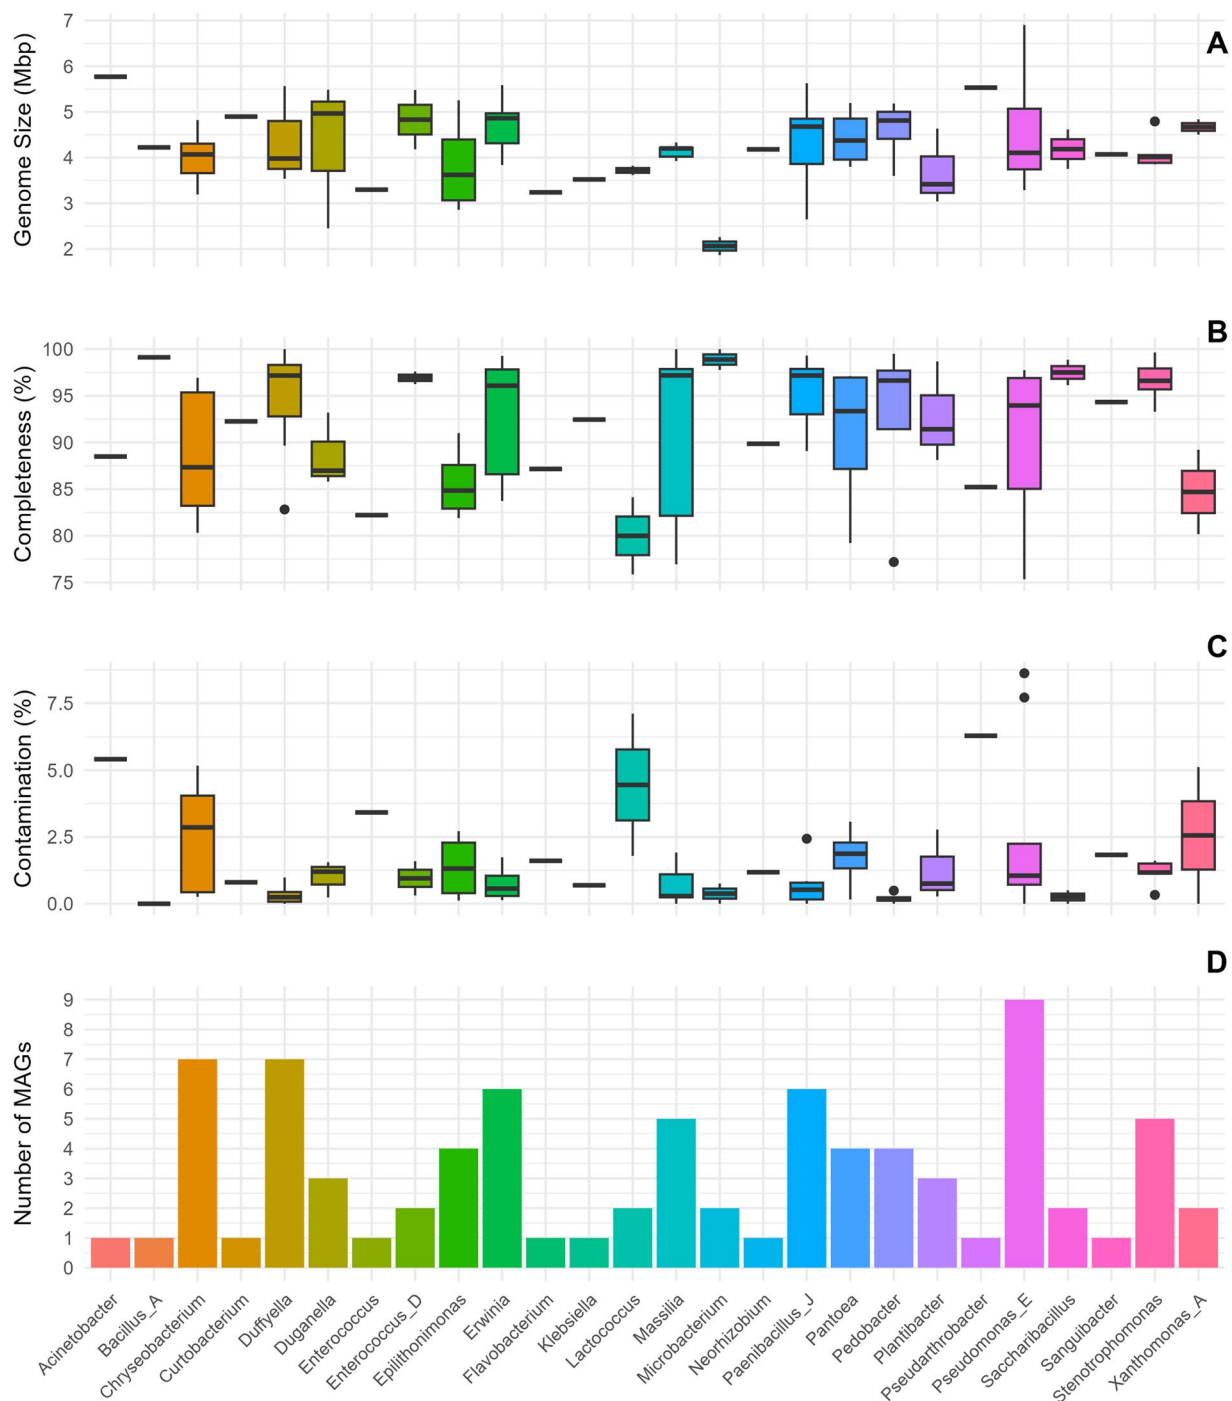 A
Genome Size (Mbp)
7
6
5
4
3
2
B
Completeness (%)
100
95
90
85
80
75
C
Contamination (%)
7.5
5.0
2.5
0.0
D
Number of MAGs
9
8
7
6
5
4
3
2
1
0
Acinetobacter
Bacillus_A
Chryseobacterium
Curtobacterium
Duffyella
Duganella
Enterococcus
Enterococcus_D
Epilithonimonas
Erwinia
Flavobacterium
Klebsiella
Lactococcus
Massilia
Microbacterium
Neorhizobium
Paenibacillus_J
Pantoea
Pedobacter
Plantibacter
Pseudarthrobacter
Pseudomonas_E
Saccharibacillus
Sanguibacter
Stenotrophomonas
Xanthomonas_A